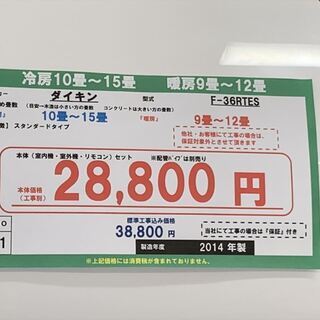 冷房10畳～15畳 暖房9畳～12畳
カー ダイキン 型式 F-36RTES
め畳数 (目安→木造は小さい方の畳数 コンクリートは大きい方の畳数)
」 10畳～15畳 「暖房」 9畳～12畳
徴】 スタンダードタイプ
他社・お客様にて工事の場合は、
保証対象外とさせて頂きます
本体（室内機・室外機・リモコン）セット ※配管ﾊﾟｲﾌﾟは別売り
本体価格
(工事別)
28,800 円
O
1
標準工事込み価格
38,800 円
当社にて工事の場合は「保証」付き
製造年度 2014 年製
※上記価格には消費税が含まれておりません。